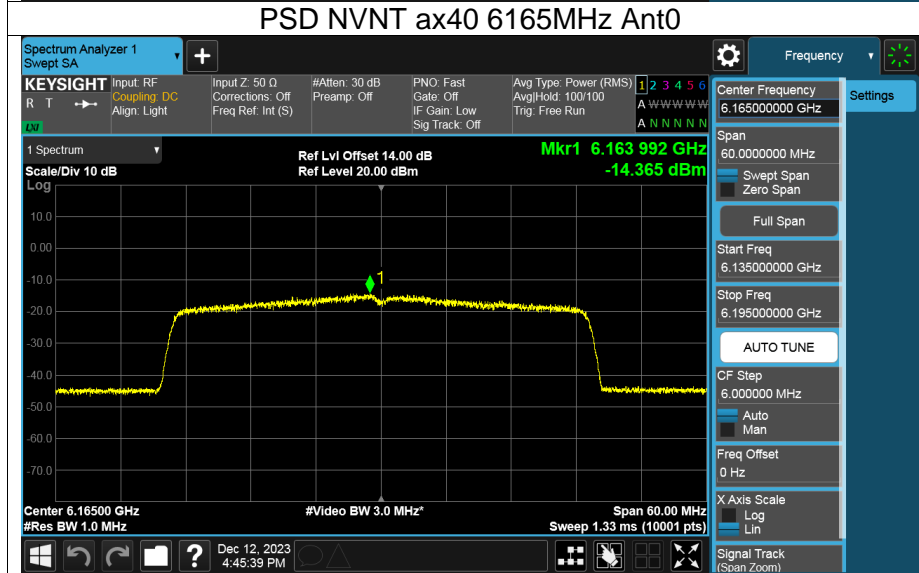 PSD NVNT ax40 6165MHz Ant0
Spectrum Analyzer 1
Swept SA
+
Frequency
KEYSIGHT
R T
LXI
Input: RF
Coupling: DC
Align: Light
Input Z: 50 Ω
Corrections: Off
Freq Ref: Int (S)
#Atten: 30 dB
Preamp: Off
PNO: Fast
Gate: Off
IF Gain: Low
Sig Track: Off
Avg Type: Power (RMS)
Avg|Hold: 100/100
Trig: Free Run
1 2 3 4 5 6
A W W W W W
A N N N N N
1 Spectrum
Scale/Div 10 dB
Log
Ref Lvl Offset 14.00 dB
Ref Level 20.00 dBm
Mkr1 6.163 992 GHz
-14.365 dBm
10.0
0.00
-10.0
-20.0
-30.0
-40.0
-50.0
-60.0
-70.0
1
Center 6.16500 GHz
#Res BW 1.0 MHz
#Video BW 3.0 MHz*
Span 60.00 MHz
Sweep 1.33 ms (10001 pts)
?
Dec 12, 2023
4:45:39 PM
Center Frequency
6.165000000 GHz
Settings
Span
60.0000000 MHz
Swept Span
Zero Span
Full Span
Start Freq
6.135000000 GHz
Stop Freq
6.195000000 GHz
AUTO TUNE
CF Step
6.000000 MHz
Auto
Man
Freq Offset
0 Hz
X Axis Scale
Log
Lin
Signal Track
(Span Zoom)